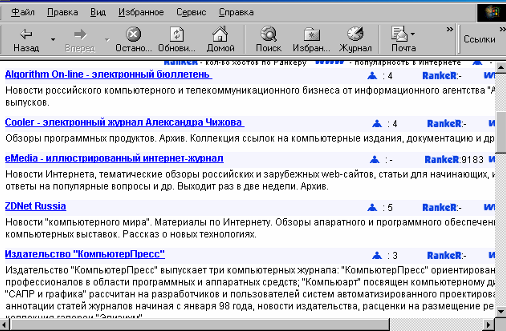 Файл Правка Вид Избранное Сервис Справка
Назад Вперед Остано... Обнови... Домой Поиск Избран... Журнал Почта » Ссылки »
кол-во хостов по Ранкеру популярность в Интернете
Algorithm On-line - электронный бюллетень : 4 RankeR:-
Новости российского компьютерного и телекоммуникационного бизнеса от информационного агентства "А
выпусков.
Cooler - электронный журнал Александра Чижова : 4 RankeR:-
Обзоры программных продуктов. Архив. Коллекция ссылок на компьютерные издания, документацию и др
eMedia - иллюстрированный интернет-журнал : - RankeR:9183
Новости Интернета, тематические обзоры российских и зарубежных web-сайтов, статьи для начинающих, и
ответы на популярные вопросы и др. Выходит раз в две недели. Архив.
ZDNet Russia : 5 RankeR:-
Новости "компьютерного мира". Материалы по Интернету. Обзоры апаратного и программного обеспечен
компьютерных выставок. Рассказ о новых технологиях.
Издательство "КомпьютерПресс" : 3 RankeR:-
Издательство "КомпьютерПресс" выпускает три компьютерных журнала: "КомпьютерПресс" ориентирован
профессионалов в области программных и аппаратных средств; "Компьюарт" посвящен компьютерному ди
"САПР и графика" рассчитан на разработчиков и пользователей систем автоматизированного проектирова
аннотации статей журналов начиная с января 98 года, новости издательства, расценки на размещение ре